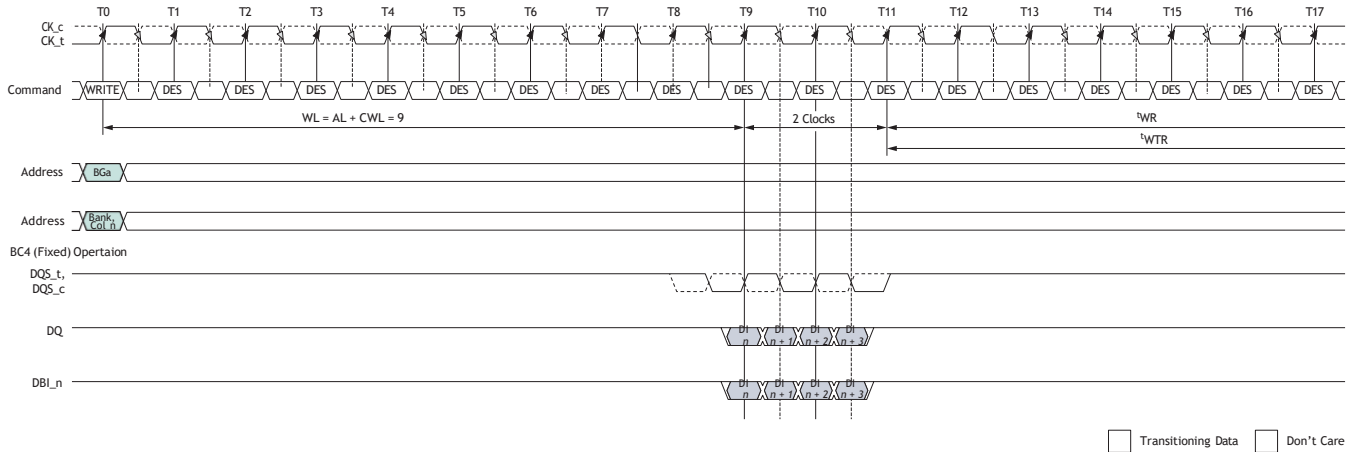 T0 T1 T2 T3 T4 T5 T6 T7 T8 T9 T10 T11 T12 T13 T14 T15 T16 T17
CK_c
CK_t
Command WRITE DES DES DES DES DES DES DES DES DES DES DES DES DES DES DES DES DES
WL = AL + CWL = 9 2 Clocks tWR
tWTR
Address BGa
Address Bank, Col n
BC4 (Fixed) Opertaion
DQS_t,
DQS_c
DQ DI n DI n + 1 DI n + 2 DI n + 3
DBI_n DI n DI n + 1 DI n + 2 DI n + 3
Transitioning Data Don’t Care